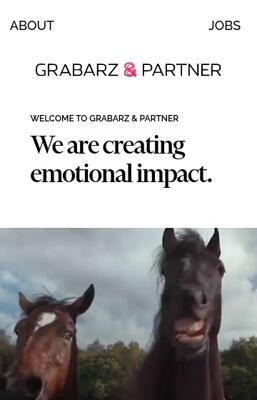 ABOUT JOBS
GRABARZ & PARTNER
WELCOME TO GRABARZ & PARTNER
We are creating
emotional impact.